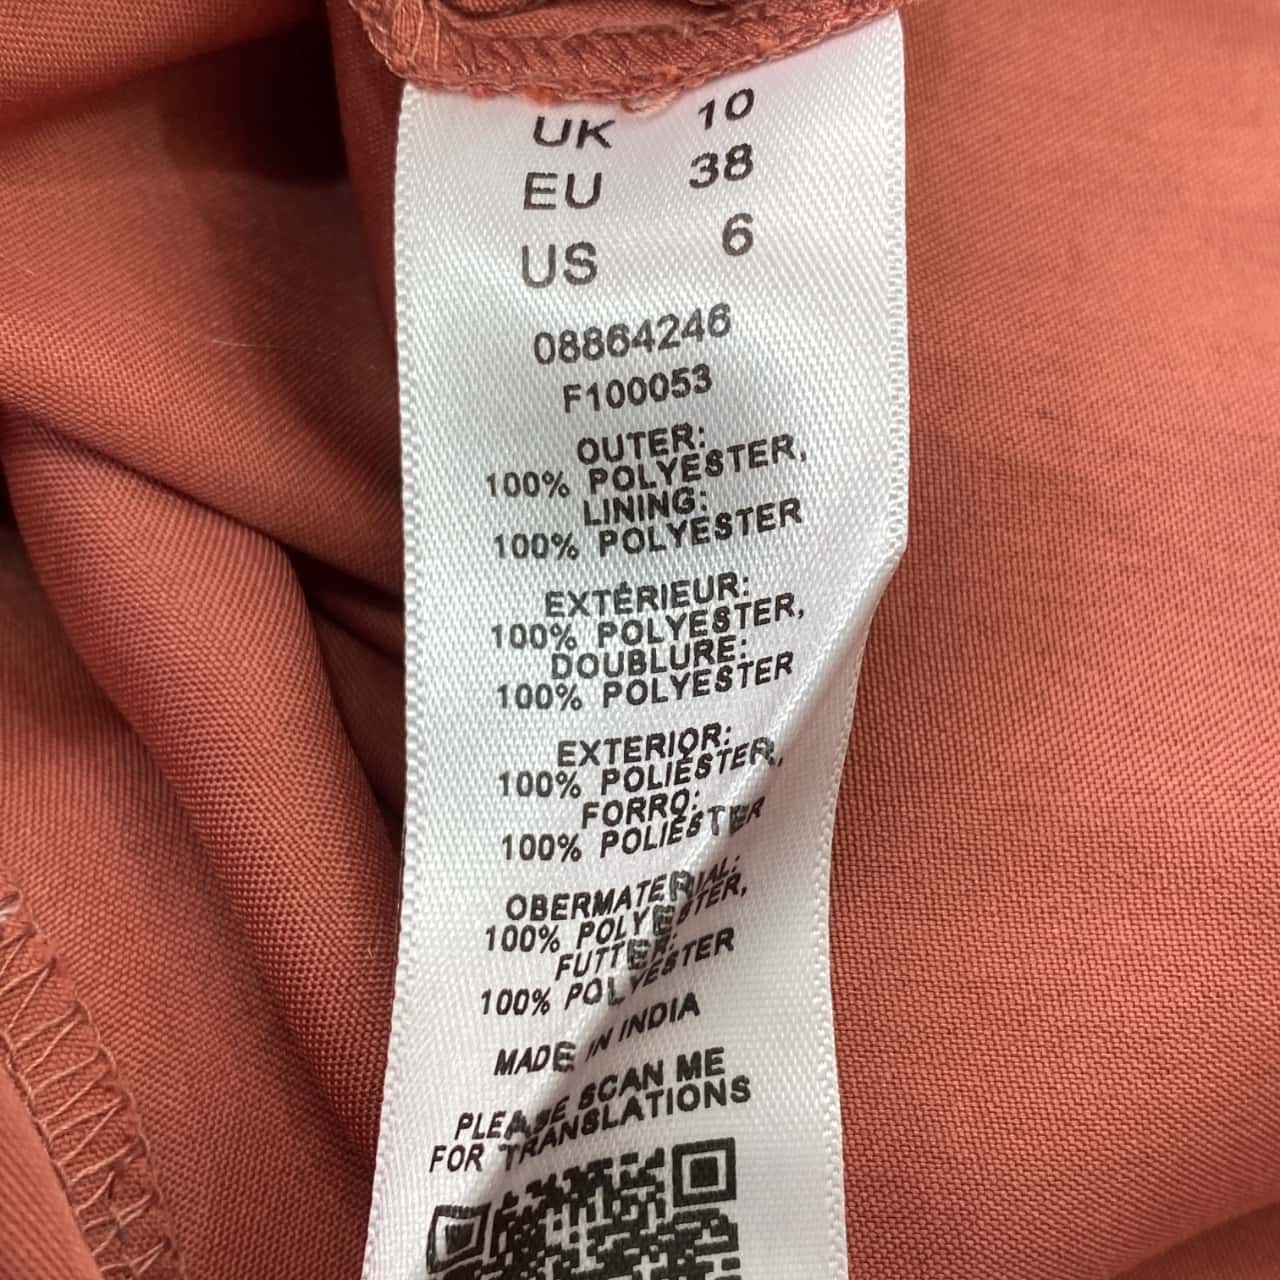 UK 10
EU 38
US 6
08864246
F100053
OUTER:
100% POLYESTER,
LINING:
100% POLYESTER
EXTÉRIEUR:
100% POLYESTER,
DOUBLURE:
100% POLYESTER
EXTERIOR:
100% POLIÉSTER,
FORRO:
100% POLIÉSTER
OBERMATERIAL:
100% POLYESTER,
FUTTER:
100% POLYESTER
MADE IN INDIA
PLEASE SCAN ME
FOR TRANSLATIONS